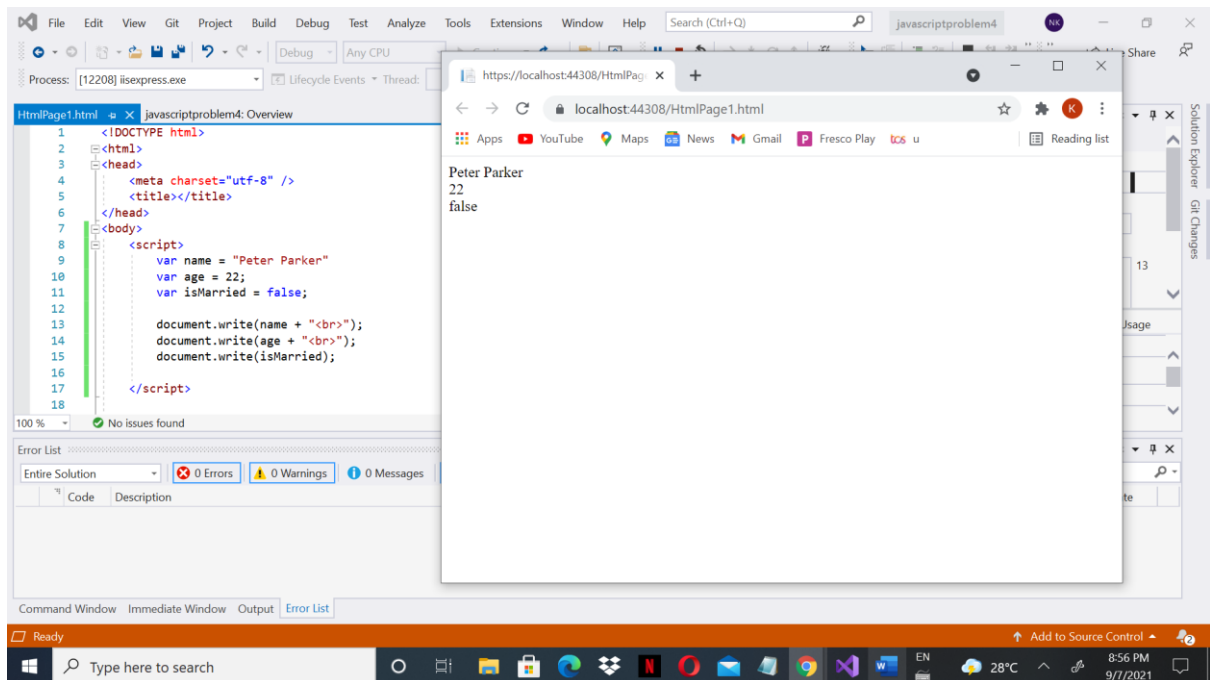 File Edit View Git Project Build Debug Test Analyze Tools Extensions Window Help Search (Ctrl+Q) javascriptproblem4 NK
Debug Any CPU Share
Process: [12208] iisexpress.exe Lifecycle Events Thread:
HtmlPage1.html javascriptproblem4: Overview
1 <!DOCTYPE html>
2 <html>
3 <head>
4 <meta charset="utf-8" />
5 <title></title>
6 </head>
7 <body>
8 <script>
9 var name = "Peter Parker"
10 var age = 22;
11 var isMarried = false;
12
13 document.write(name + "<br>");
14 document.write(age + "<br>");
15 document.write(isMarried);
16
17 </script>
18
100 % No issues found
https://localhost:44308/HtmlPag
localhost:44308/HtmlPage1.html K
Apps YouTube Maps GE News Gmail P Fresco Play tcs u Reading list
Peter Parker
22
false
Solution Explorer
Git Changes
13
Usage
Error List
Entire Solution 0 Errors 0 Warnings 0 Messages
Code Description
Command Window Immediate Window Output Error List
Ready Add to Source Control 2
Type here to search N W EN 28°C 8:56 PM
9/7/2021